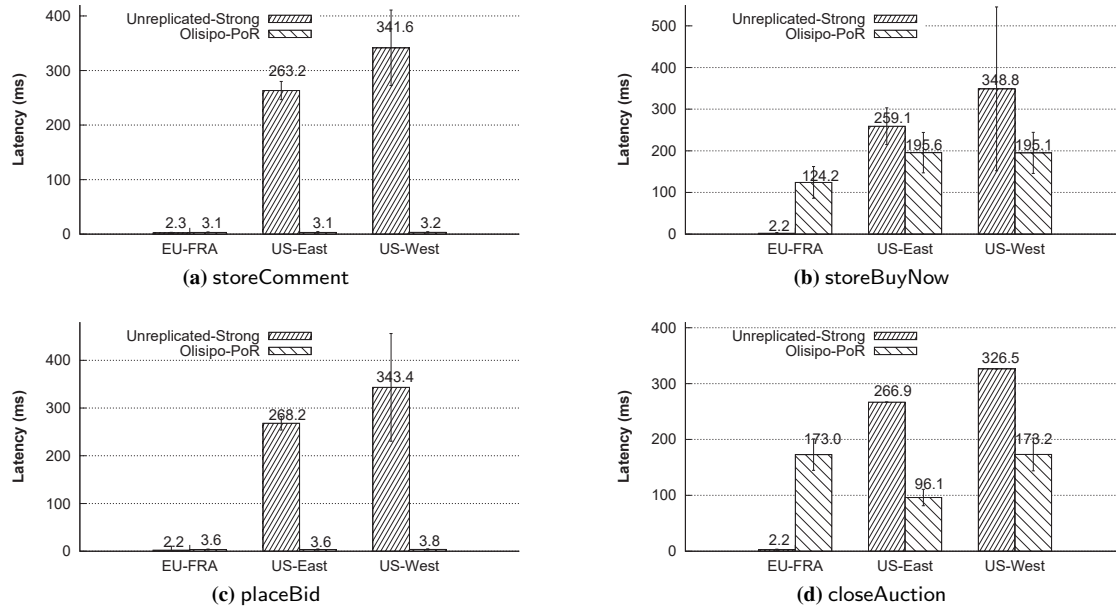 Unreplicated-Strong
Olisipo-PoR
Latency (ms)
400
300
200
100
0
2.3
3.1
263.2
3.1
341.6
3.2
EU-FRA
US-East
US-West
(a) storeComment
Unreplicated-Strong
Olisipo-PoR
Latency (ms)
500
400
300
200
100
0
2.2
124.2
259.1
195.6
348.8
195.1
EU-FRA
US-East
US-West
(b) storeBuyNow
Unreplicated-Strong
Olisipo-PoR
Latency (ms)
400
300
200
100
0
2.2
3.6
268.2
3.6
343.4
3.8
EU-FRA
US-East
US-West
(c) placeBid
Unreplicated-Strong
Olisipo-PoR
Latency (ms)
400
300
200
100
0
2.2
173.0
266.9
96.1
326.5
173.2
EU-FRA
US-East
US-West
(d) closeAuction